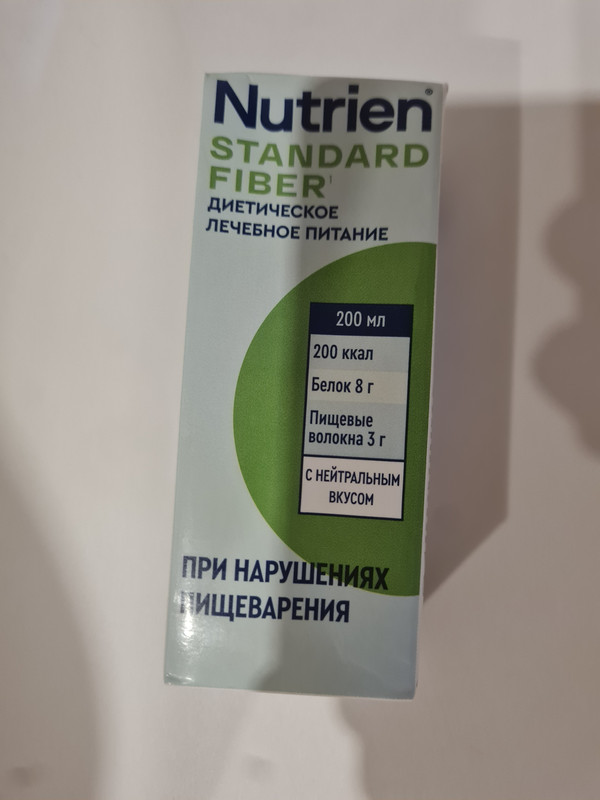 Nutrien®
STANDARD
FIBER¹
ДИЕТИЧЕСКОЕ
ЛЕЧЕБНОЕ ПИТАНИЕ
200 мл
200 ккал
Белок 8 г
Пищевые
волокна 3 г
С НЕЙТРАЛЬНЫМ
ВКУСОМ
ПРИ НАРУШЕНИЯХ
ПИЩЕВАРЕНИЯ